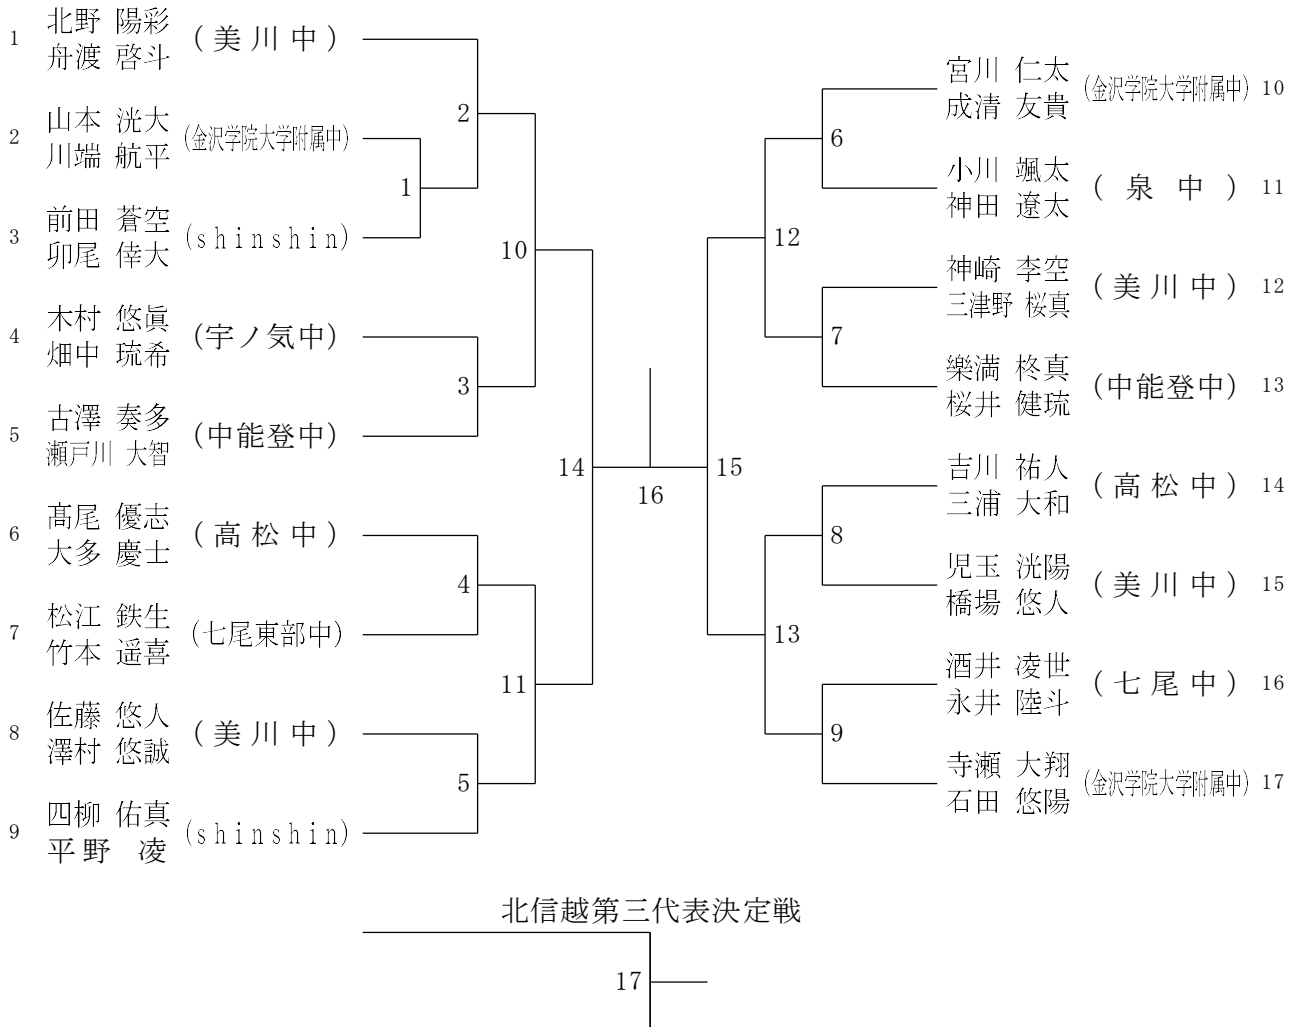 1 北野 陽彩 (美川中)
舟渡 啓斗
2 山本 洸大 (金沢学院大学附属中)
川端 航平
3 前田 蒼空 (shinshin)
卯尾 倖大
4 木村 悠眞 (宇ノ気中)
畑中 琉希
5 古澤 奏多 (中能登中)
瀬戸川 大智
6 髙尾 優志 (高松中)
大多 慶士
7 松江 鉄生 (七尾東部中)
竹本 遥喜
8 佐藤 悠人 (美川中)
澤村 悠誠
9 四柳 佑真 (shinshin)
平野 凌
1
2
3
4
5
10
11
14
16
15
12
13
6
7
8
9
宮川 仁太 (金沢学院大学附属中) 10
成清 友貴
小川 颯太 (泉中) 11
神田 遼太
神崎 李空 (美川中) 12
三津野 桜真
樂満 柊真 (中能登中) 13
桜井 健琉
吉川 祐人 (高松中) 14
三浦 大和
児玉 洸陽 (美川中) 15
橋場 悠人
酒井 凌世 (七尾中) 16
永井 陸斗
寺瀬 大翔 (金沢学院大学附属中) 17
石田 悠陽
北信越第三代表決定戦
17